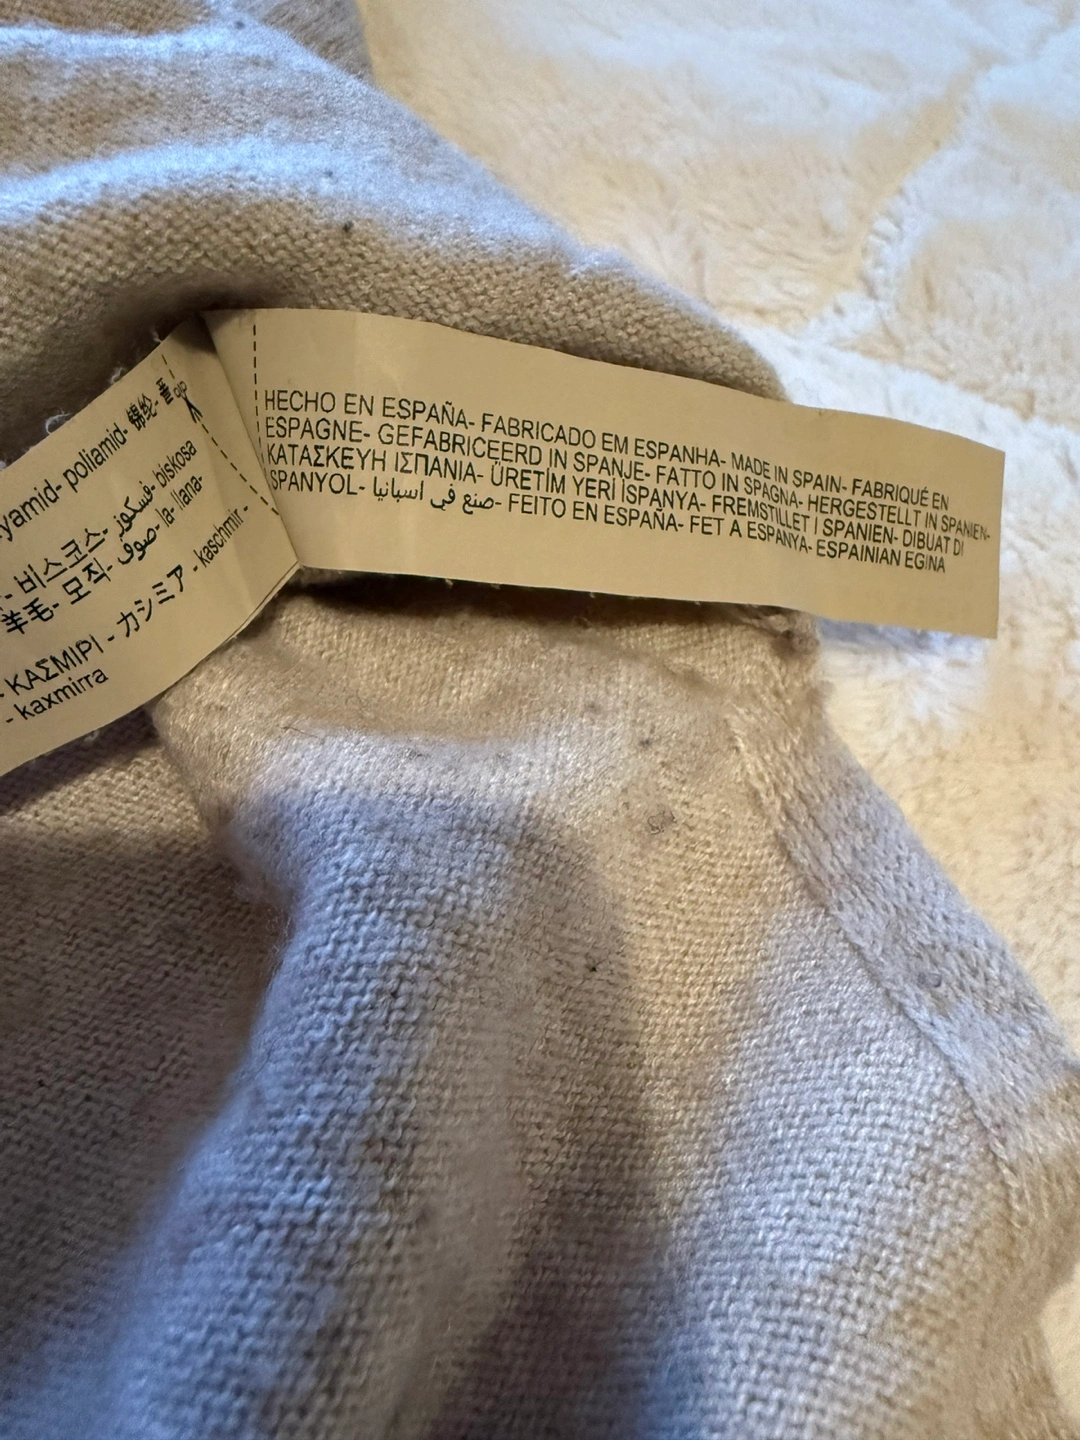 yamid- poliamid- 锦纶-
- 비스코스- فسكوز- biskosa
羊毛- 모직- صوف- la- llana-
- ΚΑΣΜΙΡΙ - カシミア - kaschmir -
- kaxmirra
HECHO EN ESPAÑA- FABRICADO EM ESPANHA- MADE IN SPAIN- FABRIQUÉ EN
ESPAGNE- GEFABRICEERD IN SPANJE- FATTO IN SPAGNA- HERGESTELLT IN SPANIEN-
ΚΑΤΑΣΚΕΥΗ ΙΣΠΑΝΙΑ- ÜRETİM YERİ İSPANYA- FREMSTILLET I SPANIEN- DIBUAT DI
SPANYOL- صنع في اسبانيا- FEITO EN ESPAÑA- FET A ESPANYA- ESPAINIAN EGINA